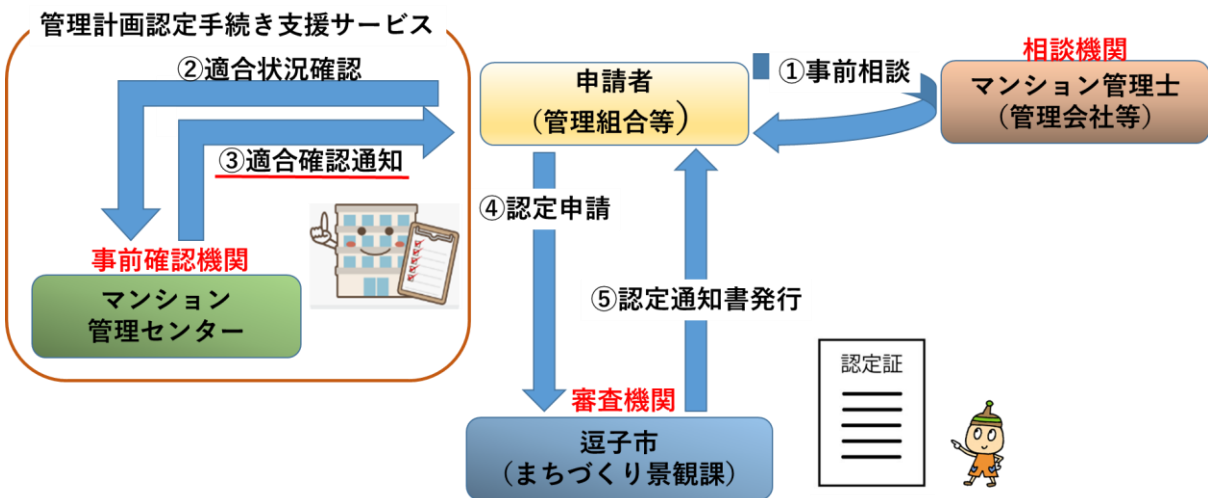 管理計画認定手続き支援サービス
②適合状況確認
③適合確認通知
事前確認機関
マンション
管理センター
申請者
（管理組合等）
①事前相談
相談機関
マンション管理士
（管理会社等）
④認定申請
⑤認定通知書発行
審査機関
逗子市
（まちづくり景観課）
認定証